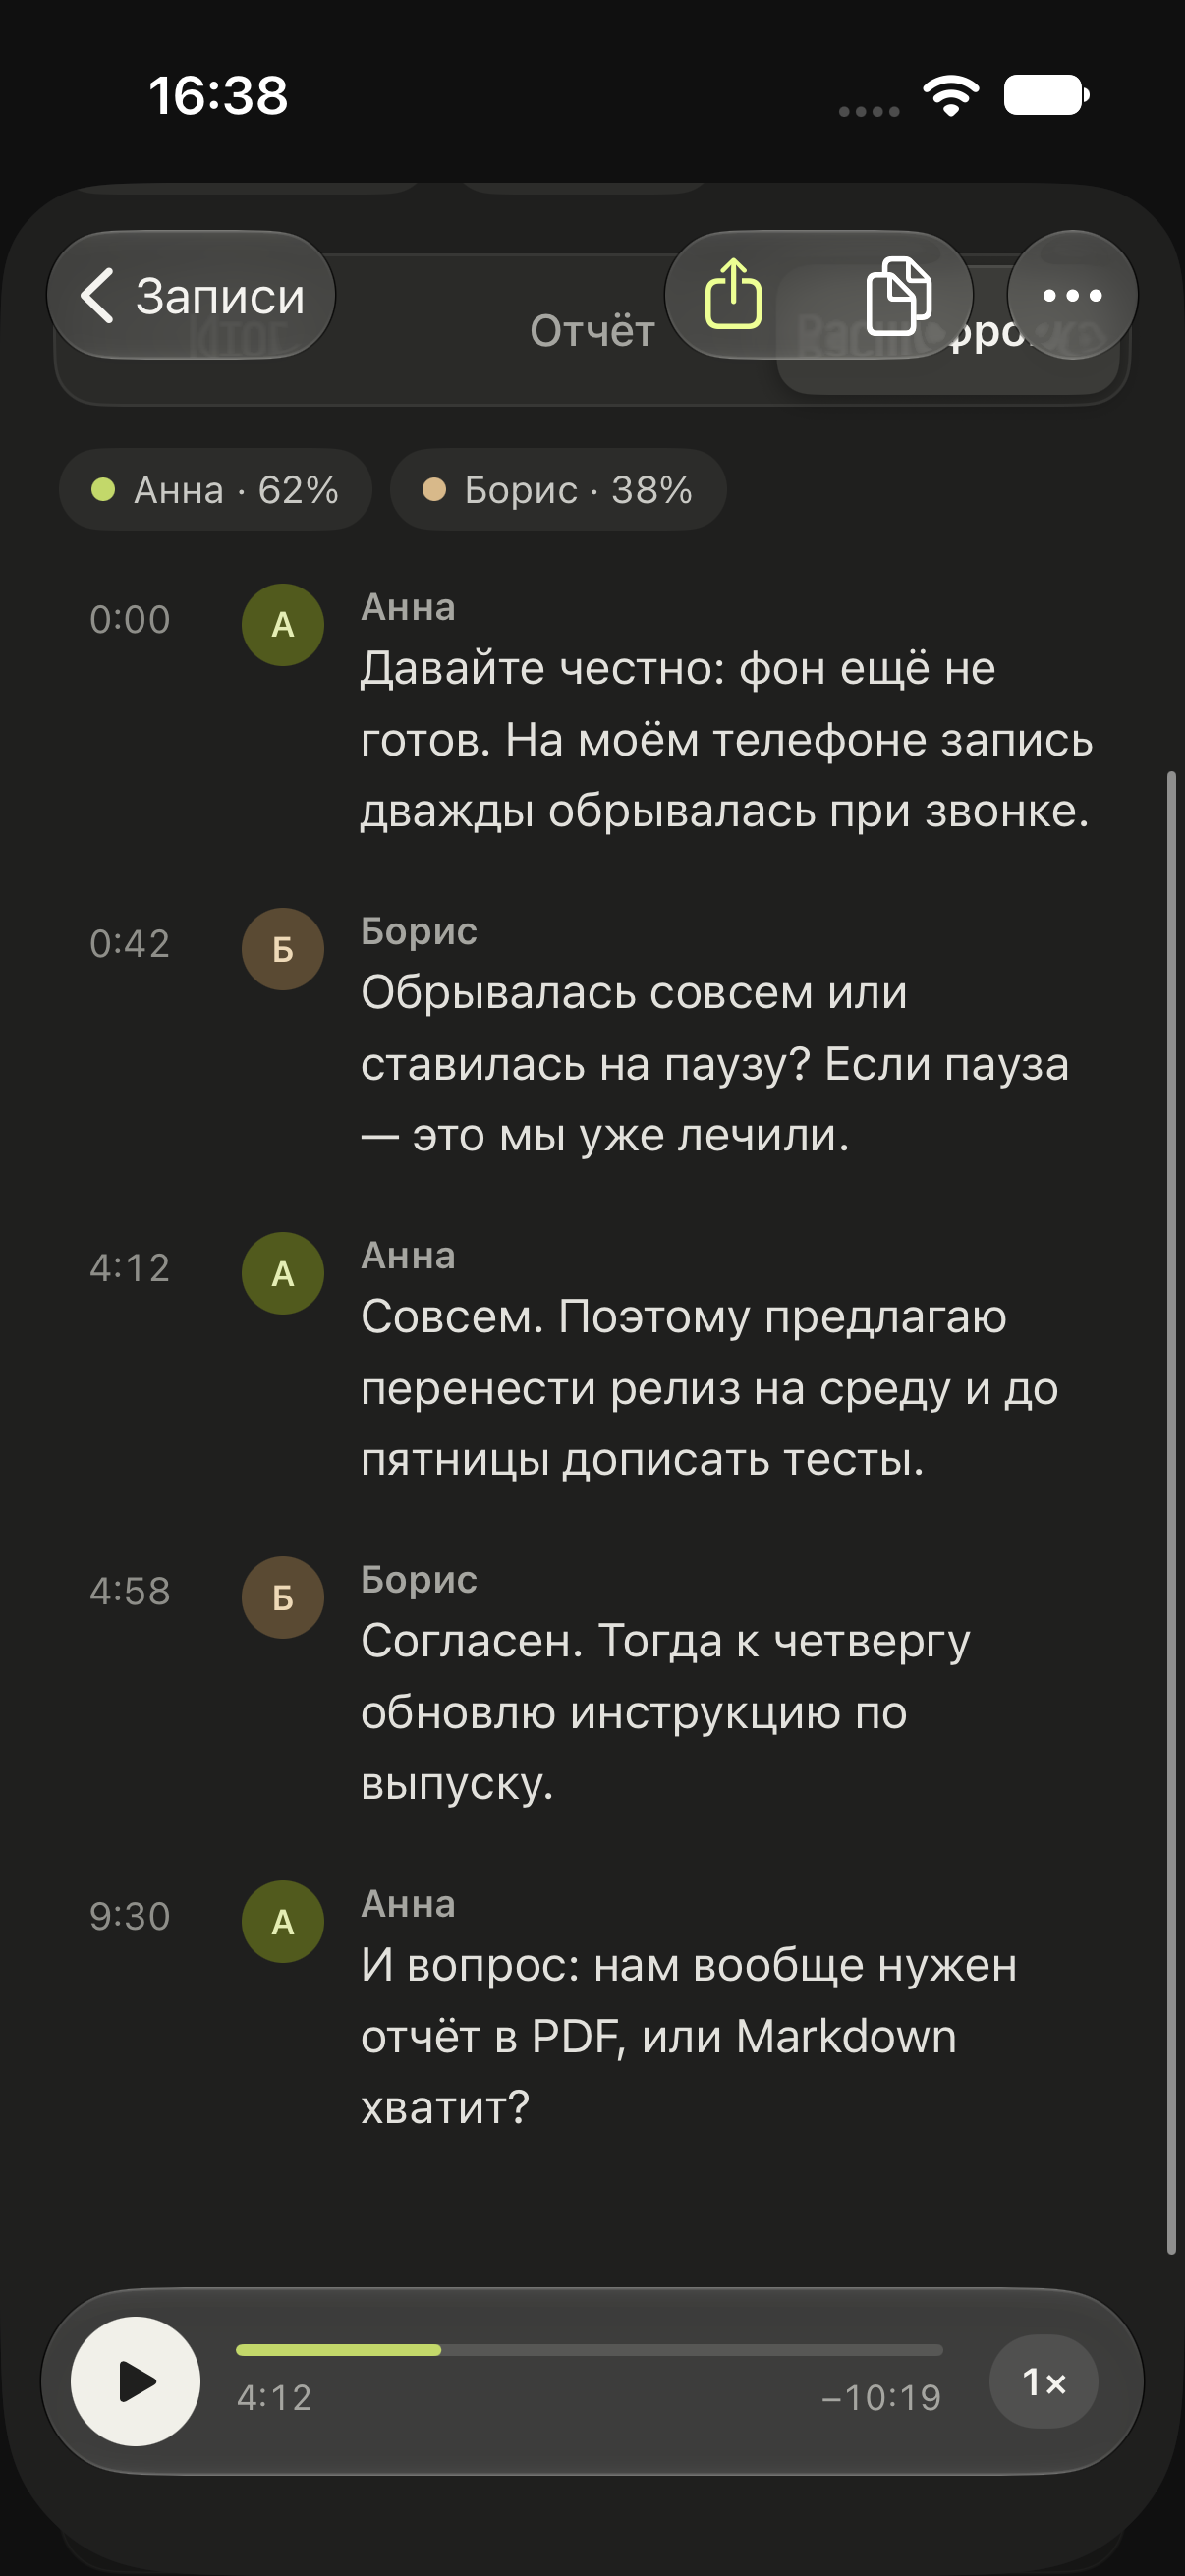 16:38
Записи
Отчёт
Анна · 62%
Борис · 38%
0:00
А
Анна
Давайте честно: фон ещё не
готов. На моём телефоне запись
дважды обрывалась при звонке.
0:42
Б
Борис
Обрывалась совсем или
ставилась на паузу? Если пауза
— это мы уже лечили.
4:12
А
Анна
Совсем. Поэтому предлагаю
перенести релиз на среду и до
пятницы дописать тесты.
4:58
Б
Борис
Согласен. Тогда к четвергу
обновлю инструкцию по
выпуску.
9:30
А
Анна
И вопрос: нам вообще нужен
отчёт в PDF, или Markdown
хватит?
4:12
−10:19
1×